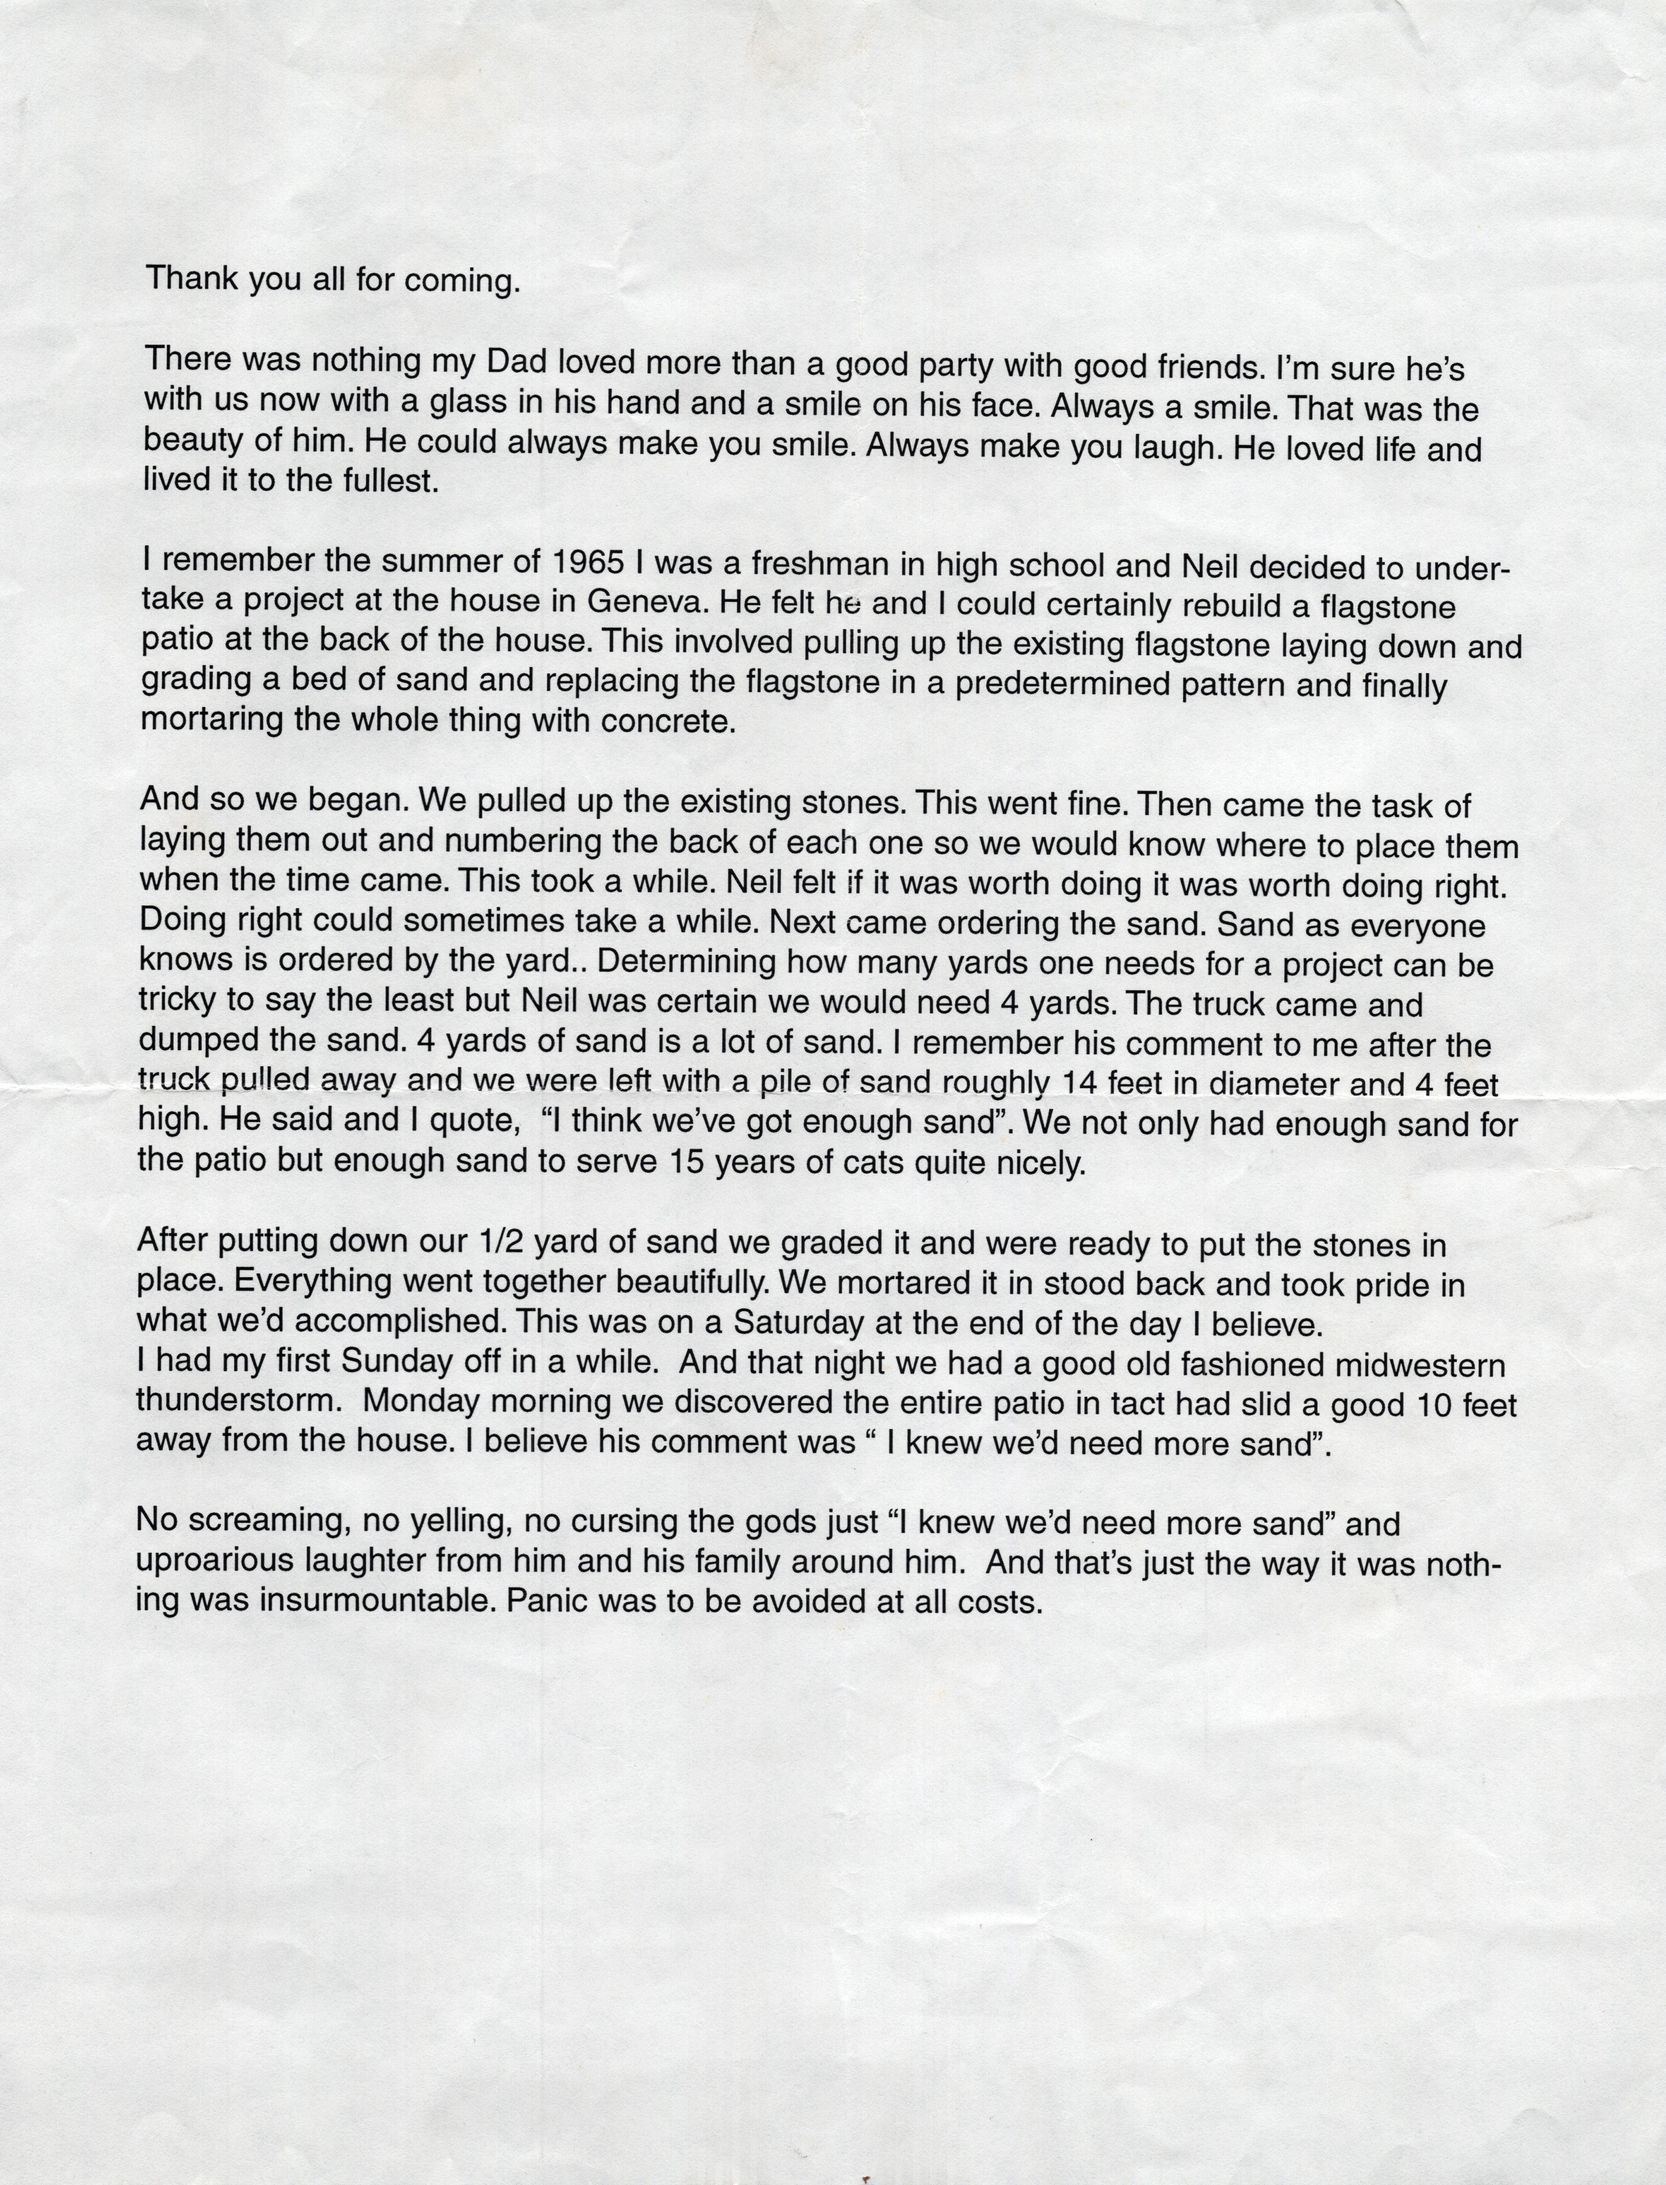 Thank you all for coming.
There was nothing my Dad loved more than a good party with good friends. I’m sure he’s
with us now with a glass in his hand and a smile on his face. Always a smile. That was the
beauty of him. He could always make you smile. Always make you laugh. He loved life and
lived it to the fullest.
I remember the summer of 1965 I was a freshman in high school and Neil decided to under-
take a project at the house in Geneva. He felt he and I could certainly rebuild a flagstone
patio at the back of the house. This involved pulling up the existing flagstone laying down and
grading a bed of sand and replacing the flagstone in a predetermined pattern and finally
mortaring the whole thing with concrete.
And so we began. We pulled up the existing stones. This went fine. Then came the task of
laying them out and numbering the back of each one so we would know where to place them
when the time came. This took a while. Neil felt if it was worth doing it was worth doing right.
Doing right could sometimes take a while. Next came ordering the sand. Sand as everyone
knows is ordered by the yard.. Determining how many yards one needs for a project can be
tricky to say the least but Neil was certain we would need 4 yards. The truck came and
dumped the sand. 4 yards of sand is a lot of sand. I remember his comment to me after the
truck pulled away and we were left with a pile of sand roughly 14 feet in diameter and 4 feet
high. He said and I quote,  “I think we’ve got enough sand”. We not only had enough sand for
the patio but enough sand to serve 15 years of cats quite nicely.
After putting down our 1/2 yard of sand we graded it and were ready to put the stones in
place. Everything went together beautifully. We mortared it in stood back and took pride in
what we’d accomplished. This was on a Saturday at the end of the day I believe.
I had my first Sunday off in a while.  And that night we had a good old fashioned midwestern
thunderstorm.  Monday morning we discovered the entire patio in tact had slid a good 10 feet
away from the house. I believe his comment was “ I knew we’d need more sand”.
No screaming, no yelling, no cursing the gods just “I knew we’d need more sand” and
uproarious laughter from him and his family around him.  And that’s just the way it was noth-
ing was insurmountable. Panic was to be avoided at all costs.